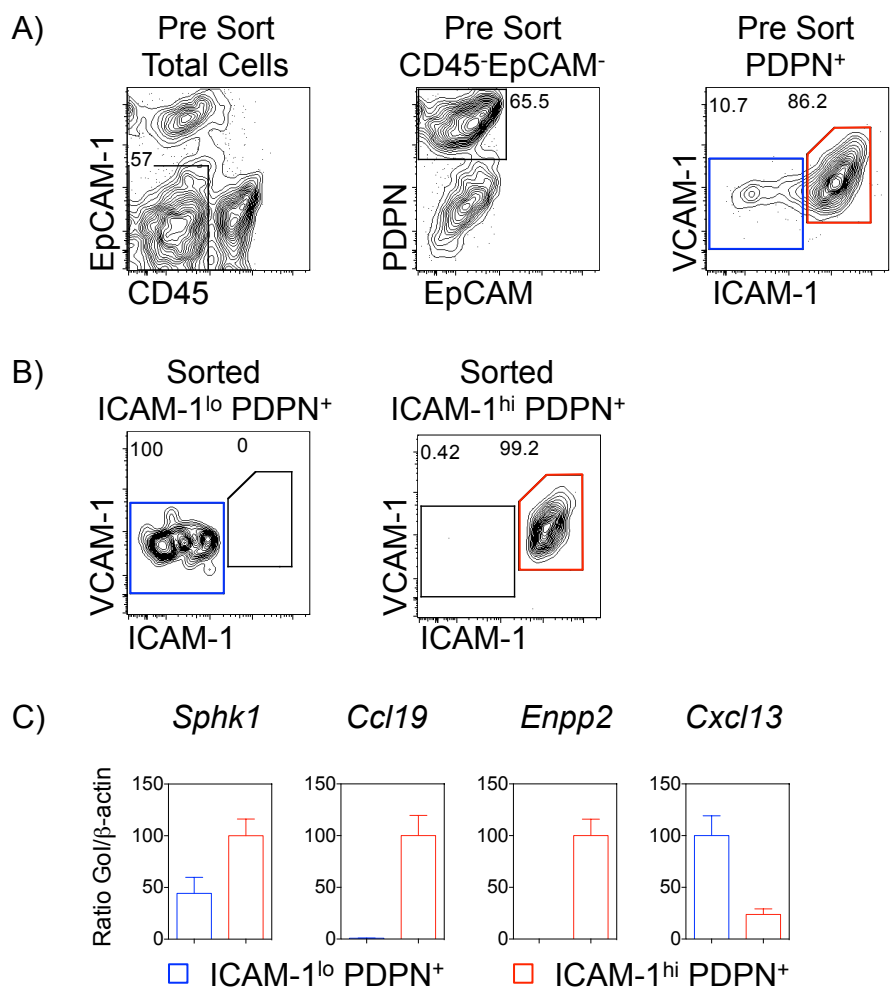 A)
Pre Sort
Total Cells
57
EpCAM-1
CD45
Pre Sort
CD45⁻EpCAM⁻
65.5
PDPN
EpCAM
Pre Sort
PDPN⁺
10.7 86.2
VCAM-1
ICAM-1
B)
Sorted
ICAM-1ˡᵒ PDPN⁺
100 0
VCAM-1
ICAM-1
Sorted
ICAM-1ʰⁱ PDPN⁺
0.42 99.2
VCAM-1
ICAM-1
C)
Sphk1 Ccl19 Enpp2 Cxcl13
Ratio GoI/β-actin
150 150 150 150
100 100 100 100
50 50 50 50
0 0 0 0
ICAM-1ˡᵒ PDPN⁺ ICAM-1ʰⁱ PDPN⁺